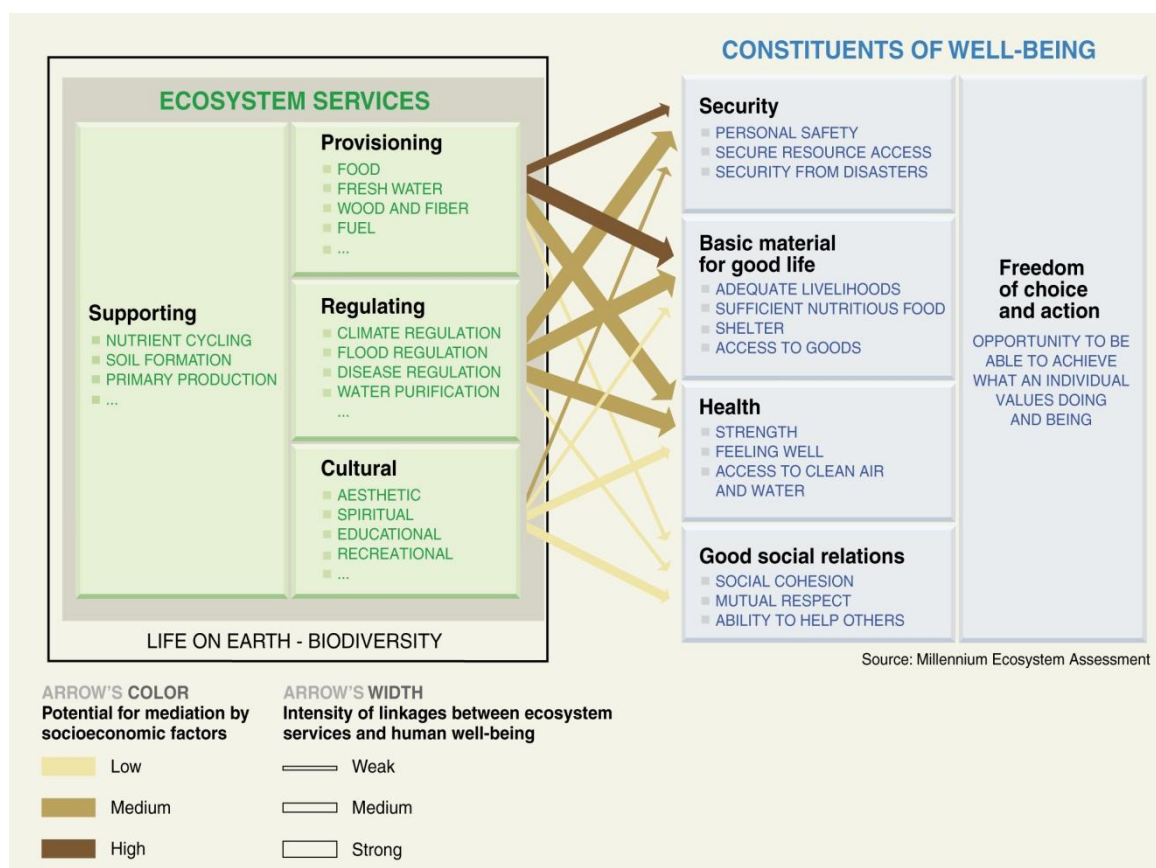 CONSTITUENTS OF WELL-BEING
ECOSYSTEM SERVICES
Supporting
NUTRIENT CYCLING
SOIL FORMATION
PRIMARY PRODUCTION
...
Provisioning
FOOD
FRESH WATER
WOOD AND FIBER
FUEL
...
Regulating
CLIMATE REGULATION
FLOOD REGULATION
DISEASE REGULATION
WATER PURIFICATION
...
Cultural
AESTHETIC
SPIRITUAL
EDUCATIONAL
RECREATIONAL
...
LIFE ON EARTH - BIODIVERSITY
Security
PERSONAL SAFETY
SECURE RESOURCE ACCESS
SECURITY FROM DISASTERS
Basic material
for good life
ADEQUATE LIVELIHOODS
SUFFICIENT NUTRITIOUS FOOD
SHELTER
ACCESS TO GOODS
Health
STRENGTH
FEELING WELL
ACCESS TO CLEAN AIR
AND WATER
Good social relations
SOCIAL COHESION
MUTUAL RESPECT
ABILITY TO HELP OTHERS
Freedom
of choice
and action
OPPORTUNITY TO BE
ABLE TO ACHIEVE
WHAT AN INDIVIDUAL
VALUES DOING
AND BEING
Source: Millennium Ecosystem Assessment
ARROW'S COLOR
Potential for mediation by
socioeconomic factors
Low
Medium
High
ARROW'S WIDTH
Intensity of linkages between ecosystem
services and human well-being
Weak
Medium
Strong